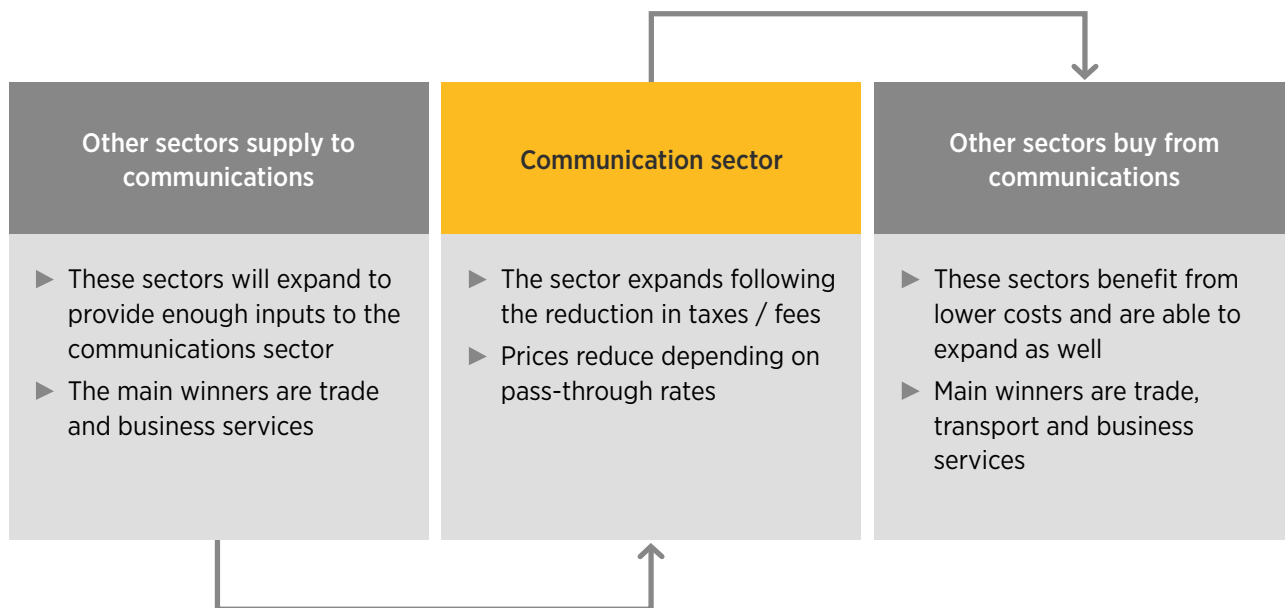 Other sectors supply to
communications
► These sectors will expand to
provide enough inputs to the
communications sector
► The main winners are trade
and business services
Communication sector
► The sector expands following
the reduction in taxes / fees
► Prices reduce depending on
pass-through rates
Other sectors buy from
communications
► These sectors benefit from
lower costs and are able to
expand as well
► Main winners are trade,
transport and business
services